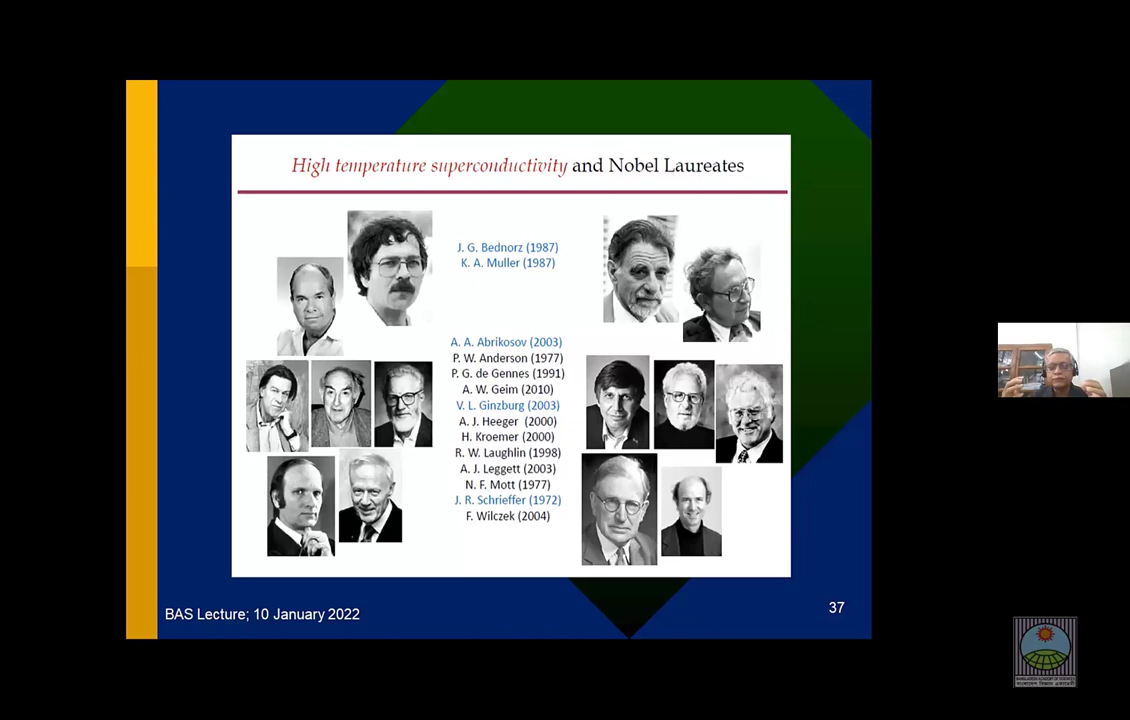 High temperature superconductivity and Nobel Laureates
J. G. Bednorz (1987)
K. A. Muller (1987)
A. A. Abrikosov (2003)
P. W. Anderson (1977)
P. G. de Gennes (1991)
A. W. Geim (2010)
V. L. Ginzburg (2003)
A. J. Heeger (2000)
H. Kroemer (2000)
R. W. Laughlin (1998)
A. J. Leggett (2003)
N. F. Mott (1977)
J. R. Schrieffer (1972)
F. Wilczek (2004)
BAS Lecture; 10 January 2022
37